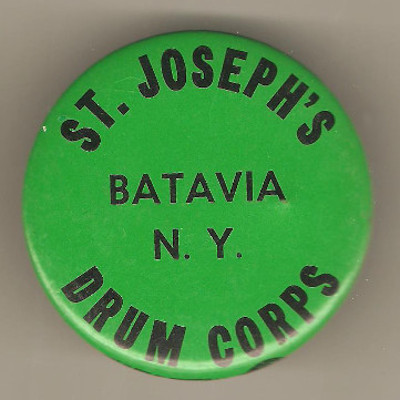 ST. JOSEPH'S
BATAVIA
N. Y.
DRUM CORPS